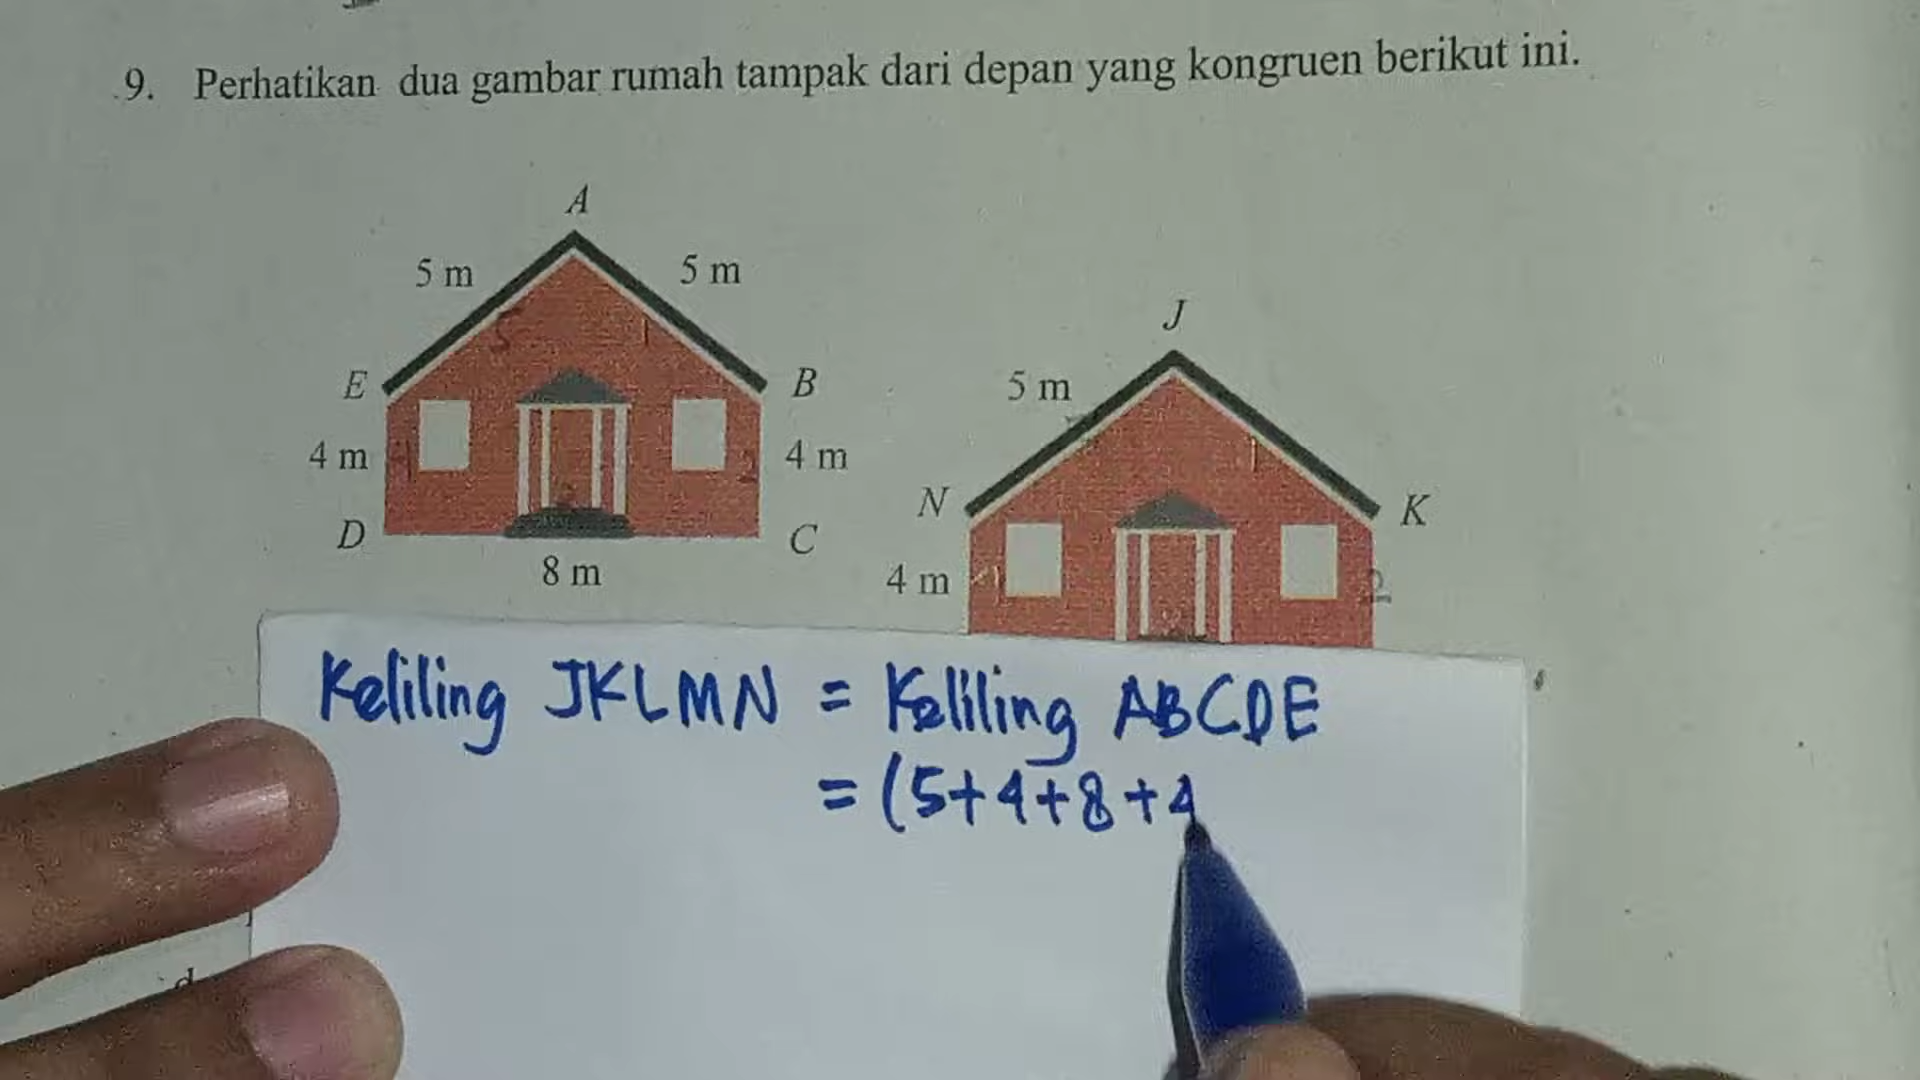 9. Perhatikan dua gambar rumah tampak dari depan yang kongruen berikut ini.
A
5 m
5 m
E
B
4 m
4 m
D
C
8 m
J
5 m
N
K
4 m
Keliling JKLMN = Keliling ABCDE
= (5+4+8+4
d